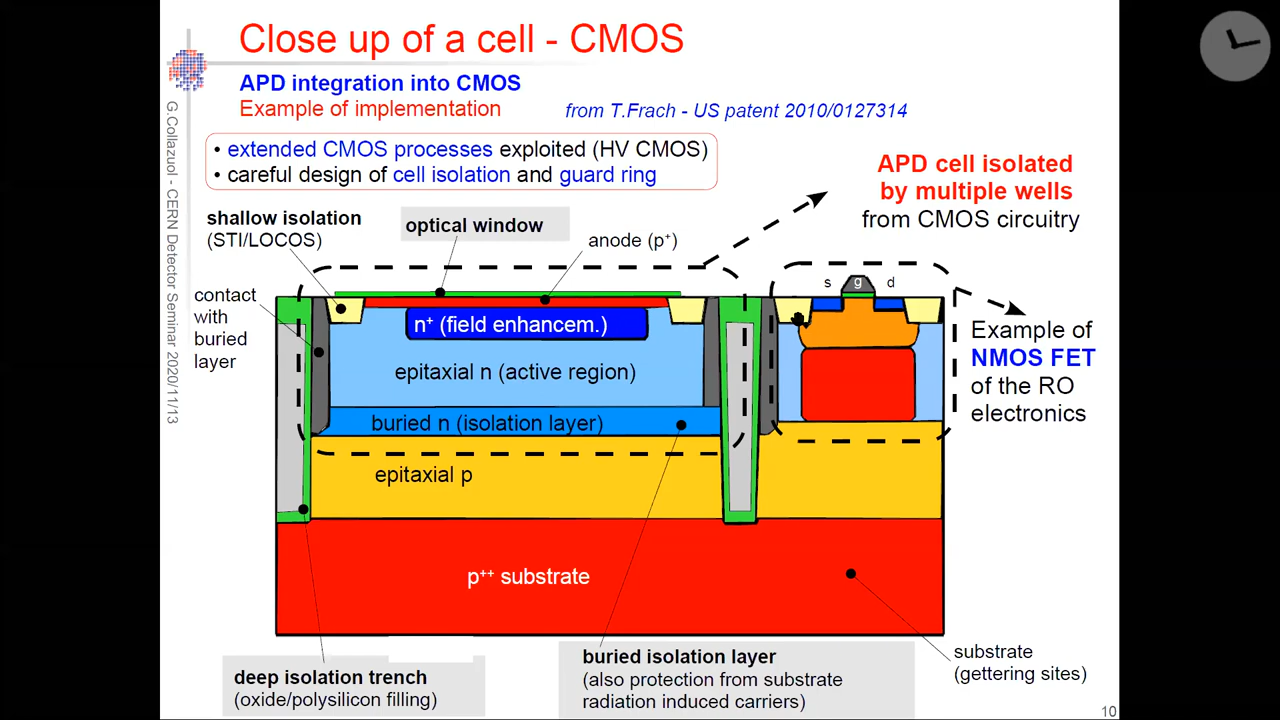 Close up of a cell - CMOS
APD integration into CMOS
Example of implementation
from T.Frach - US patent 2010/0127314
G.Collazuol - CERN Detector Seminar 2020/11/13
• extended CMOS processes exploited (HV CMOS)
• careful design of cell isolation and guard ring
APD cell isolated
by multiple wells
from CMOS circuitry
shallow isolation
(STI/LOCOS)
optical window
anode (p⁺)
contact
with
buried
layer
s g d
n⁺ (field enhancem.)
epitaxial n (active region)
buried n (isolation layer)
epitaxial p
p⁺⁺ substrate
Example of
NMOS FET
of the RO
electronics
deep isolation trench
(oxide/polysilicon filling)
buried isolation layer
(also protection from substrate
radiation induced carriers)
substrate
(gettering sites)
10